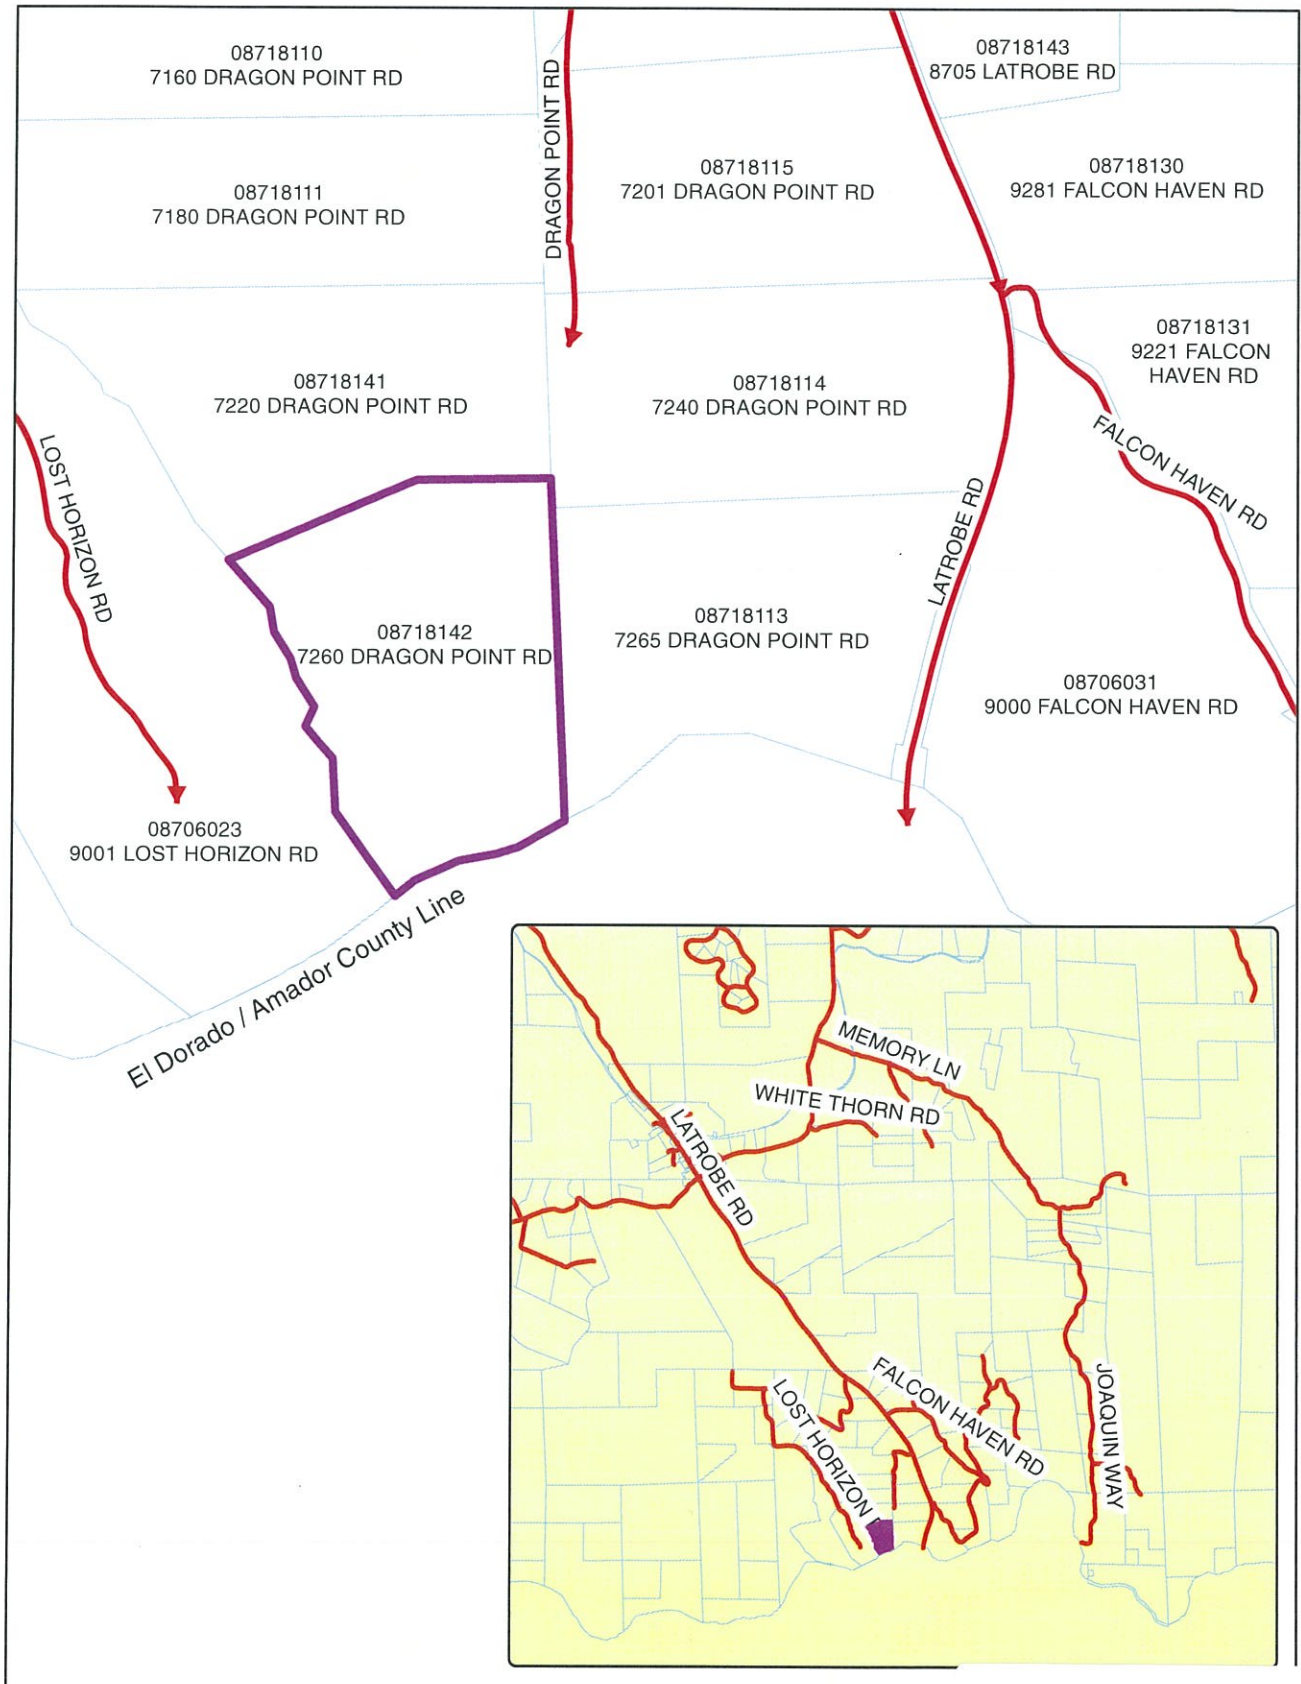 08718110
7160 DRAGON POINT RD
08718143
8705 LATROBE RD
DRAGON POINT RD
08718111
7180 DRAGON POINT RD
08718115
7201 DRAGON POINT RD
08718130
9281 FALCON HAVEN RD
08718141
7220 DRAGON POINT RD
08718114
7240 DRAGON POINT RD
08718131
9221 FALCON
HAVEN RD
LOST HORIZON RD
FALCON HAVEN RD
LATROBE RD
08718142
7260 DRAGON POINT RD
08718113
7265 DRAGON POINT RD
08706031
9000 FALCON HAVEN RD
08706023
9001 LOST HORIZON RD
El Dorado / Amador County Line
MEMORY LN
WHITE THORN RD
LATROBE RD
FALCON HAVEN RD
LOST HORIZON
JOAQUIN WAY